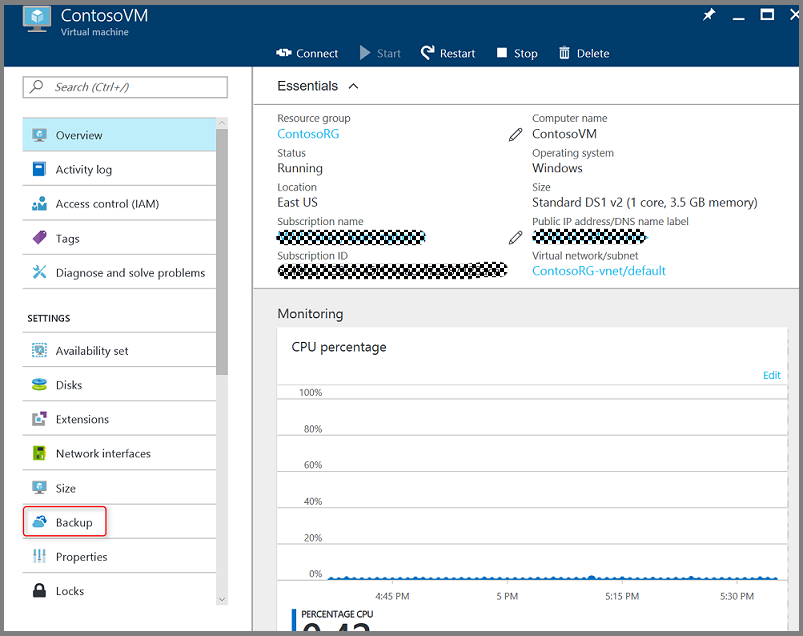 ContosoVM
Virtual machine
Connect
Start
Restart
Stop
Delete
Search (Ctrl+/)
Overview
Activity log
Access control (IAM)
Tags
Diagnose and solve problems
SETTINGS
Availability set
Disks
Extensions
Network interfaces
Size
Backup
Properties
Locks
Essentials
Resource group
ContosoRG
Status
Running
Location
East US
Subscription name
Subscription ID
Computer name
ContosoVM
Operating system
Windows
Size
Standard DS1 v2 (1 core, 3.5 GB memory)
Public IP address/DNS name label
Virtual network/subnet
ContosoRG-vnet/default
Monitoring
CPU percentage
Edit
100%
80%
60%
40%
20%
0%
4:45 PM
5 PM
5:15 PM
5:30 PM
PERCENTAGE CPU